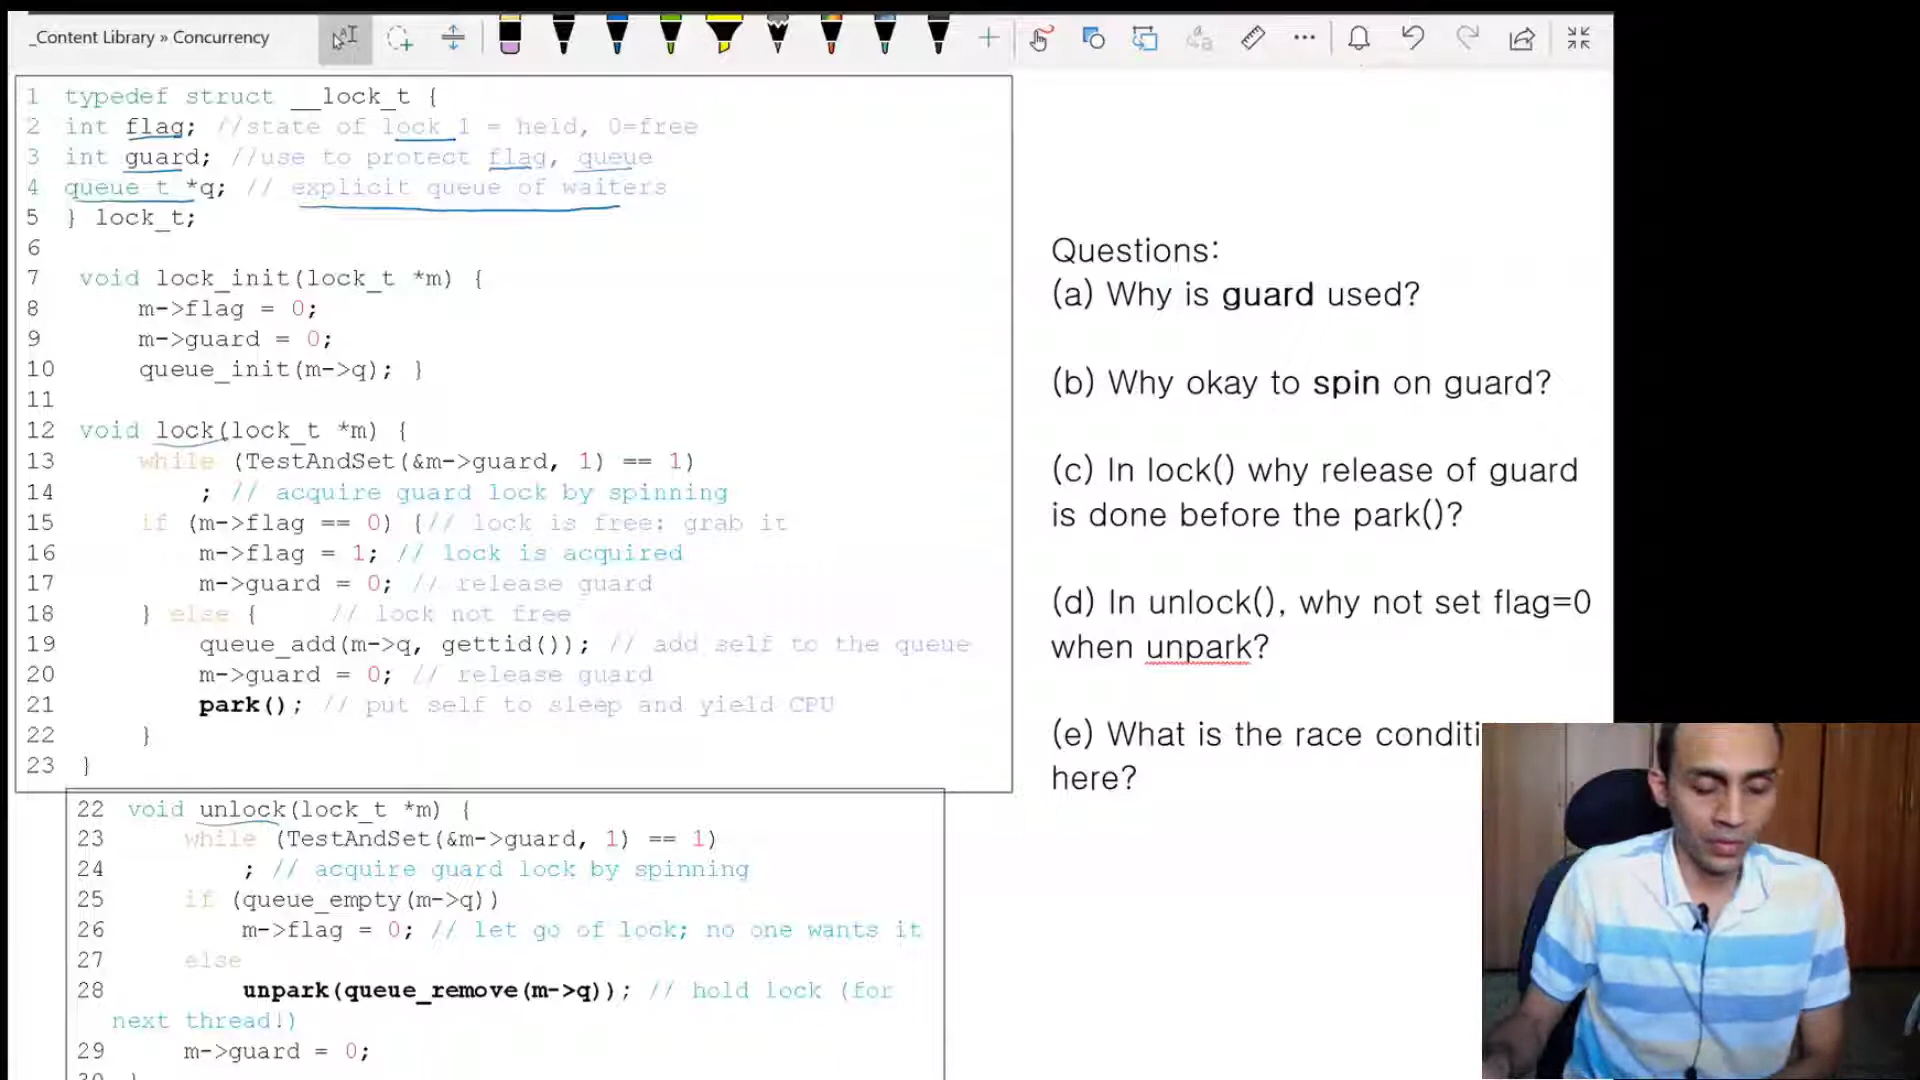 _Content Library » Concurrency
1 typedef struct __lock_t {
2 int flag; //state of lock 1 = held, 0=free
3 int guard; //use to protect flag, queue
4 queue_t *q; // explicit queue of waiters
5 } lock_t;
6
7 void lock_init(lock_t *m) {
8 m->flag = 0;
9 m->guard = 0;
10 queue_init(m->q); }
11
12 void lock(lock_t *m) {
13 while (TestAndSet(&m->guard, 1) == 1)
14 ; // acquire guard lock by spinning
15 if (m->flag == 0) {// lock is free: grab it
16 m->flag = 1; // lock is acquired
17 m->guard = 0; // release guard
18 } else { // lock not free
19 queue_add(m->q, gettid()); // add self to the queue
20 m->guard = 0; // release guard
21 park(); // put self to sleep and yield CPU
22 }
23 }
22 void unlock(lock_t *m) {
23 while (TestAndSet(&m->guard, 1) == 1)
24 ; // acquire guard lock by spinning
25 if (queue_empty(m->q))
26 m->flag = 0; // let go of lock; no one wants it
27 else
28 unpark(queue_remove(m->q)); // hold lock (for
next thread!)
29 m->guard = 0;
Questions:
(a) Why is guard used?
(b) Why okay to spin on guard?
(c) In lock() why release of guard
is done before the park()?
(d) In unlock(), why not set flag=0
when unpark?
(e) What is the race conditi
here?